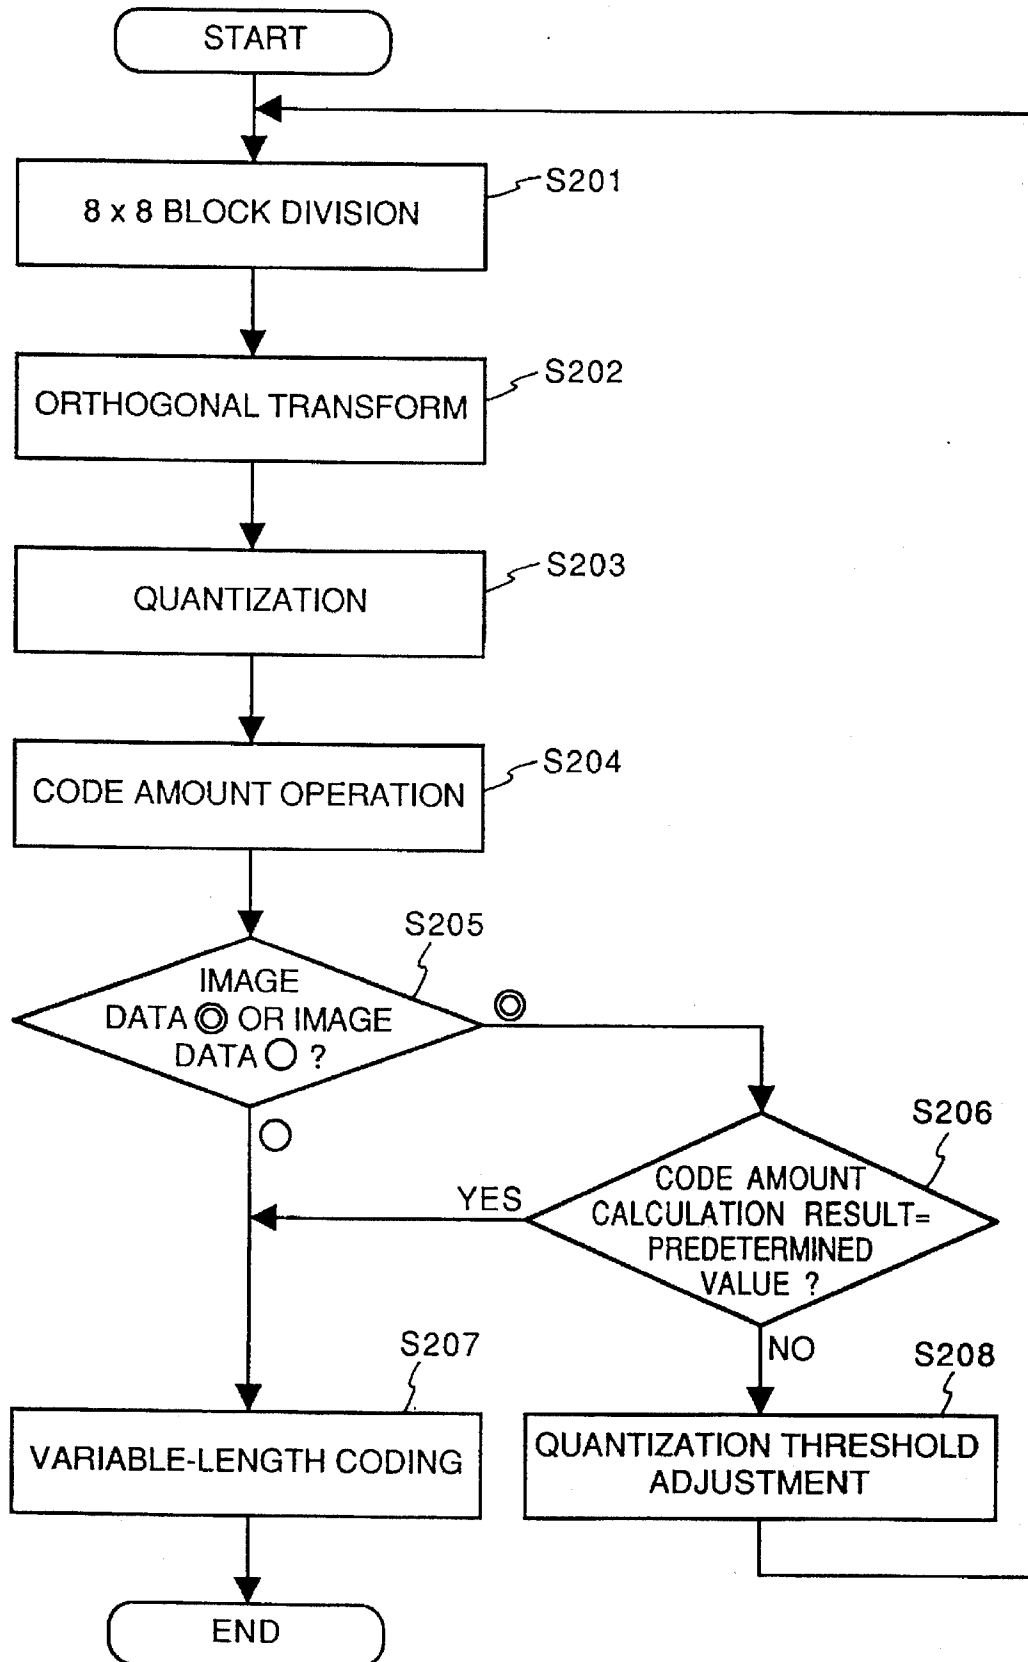 START
S201
8 x 8 BLOCK DIVISION
S202
ORTHOGONAL TRANSFORM
S203
QUANTIZATION
S204
CODE AMOUNT OPERATION
S205
IMAGE
DATA ◎ OR IMAGE
DATA ○ ?
◎
○
S206
CODE AMOUNT
CALCULATION RESULT=
PREDETERMINED
VALUE ?
YES
NO
S207
VARIABLE-LENGTH CODING
S208
QUANTIZATION THRESHOLD
ADJUSTMENT
END